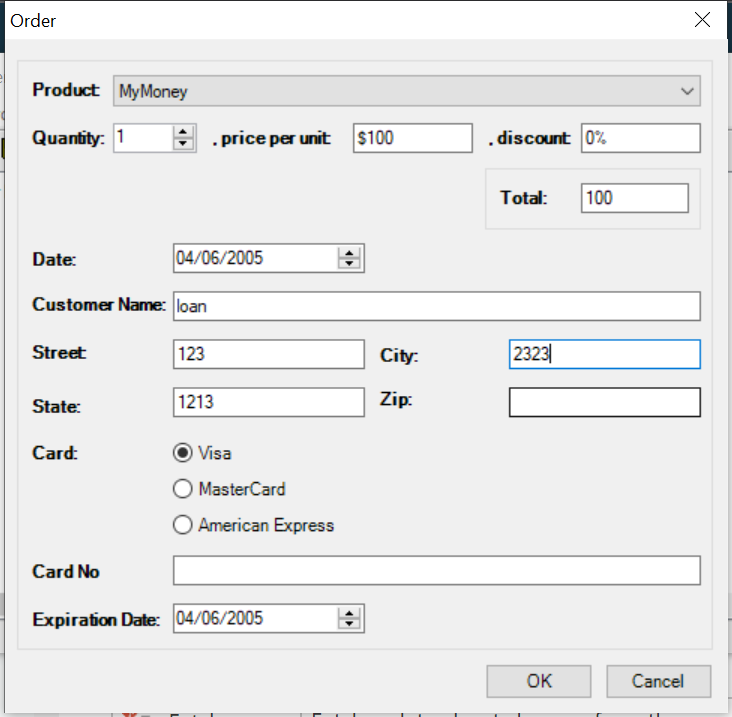 Order
Product: MyMoney
Quantity: 1 , price per unit: $100 , discount: 0%
Total: 100
Date: 04/06/2005
Customer Name: loan
Street: 123 City: 2323
State: 1213 Zip:
Card: Visa
MasterCard
American Express
Card No
Expiration Date: 04/06/2005
OK Cancel